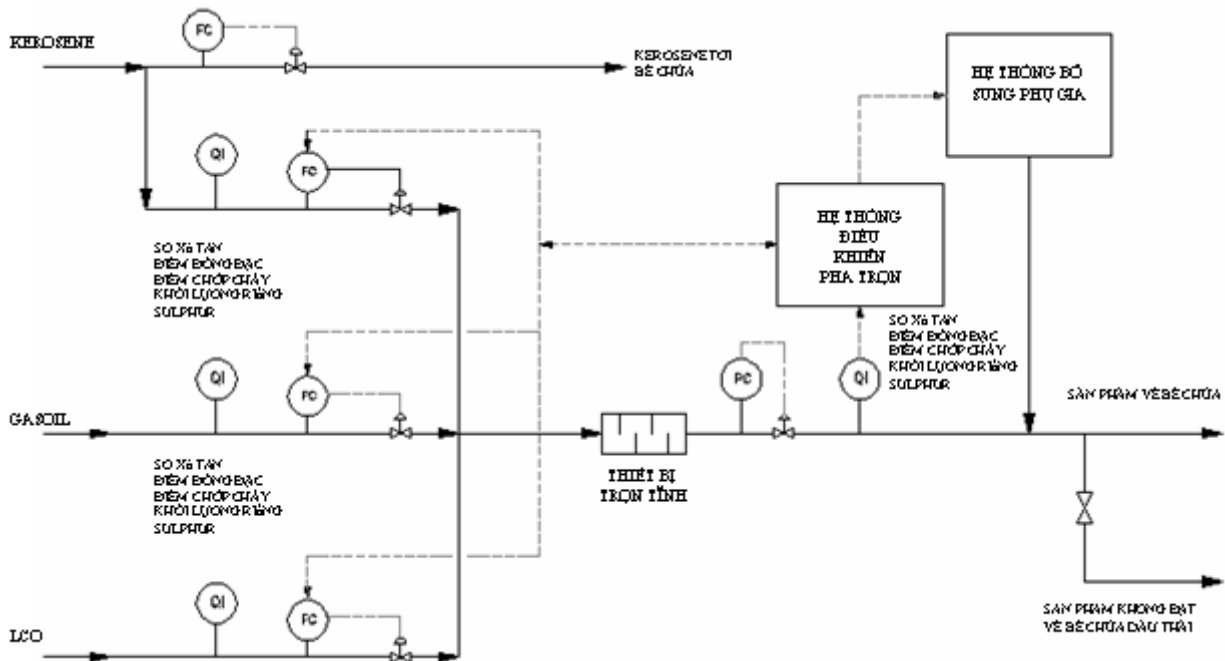 KEROSENE
FC
KEROSENE TỚI
BỂ CHỨA
HỆ THỐNG BỔ
SUNG PHỤ GIA
QI
FC
HỆ THỐNG
ĐIỀU
KHIỂN
PHA TRỘN
SỐ XÊ TAN
ĐIỂM ĐÔNG ĐẶC
ĐIỂM CHỚP CHÁY
KHỐI LƯỢNG RIÊNG
SULPHUR
SỐ XÊ TAN
ĐIỂM ĐÔNG ĐẶC
ĐIỂM CHỚP CHÁY
KHỐI LƯỢNG RIÊNG
SULPHUR
QI
FC
PC
QI
SẢN PHẨM VỀ BỂ CHỨA
GASOIL
THIẾT BỊ
TRỘN TĨNH
SỐ XÊ TAN
ĐIỂM ĐÔNG ĐẶC
ĐIỂM CHỚP CHÁY
KHỐI LƯỢNG RIÊNG
SULPHUR
QI
FC
SẢN PHẨM KHÔNG ĐẠT
VỀ BỂ CHỨA DẦU THẢI
LCO